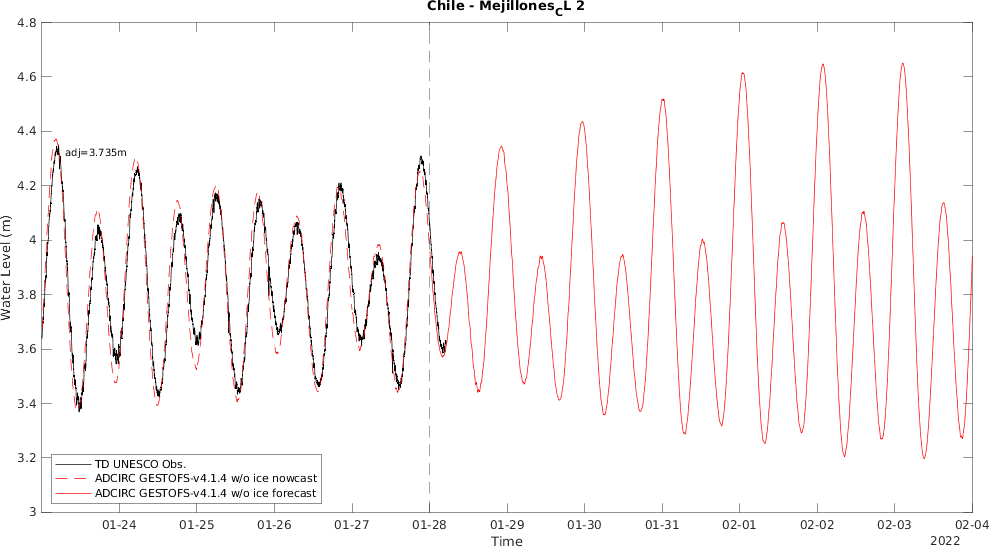 Chile - Mejillones_CL 2
4.8
4.6
4.4
4.2
4
3.8
3.6
3.4
3.2
3
Water Level (m)
adj=3.735m
TD UNESCO Obs.
ADCIRC GESTOFS-v4.1.4 w/o ice nowcast
ADCIRC GESTOFS-v4.1.4 w/o ice forecast
01-24 01-25 01-26 01-27 01-28 01-29 01-30 01-31 02-01 02-02 02-03 02-04
Time
2022